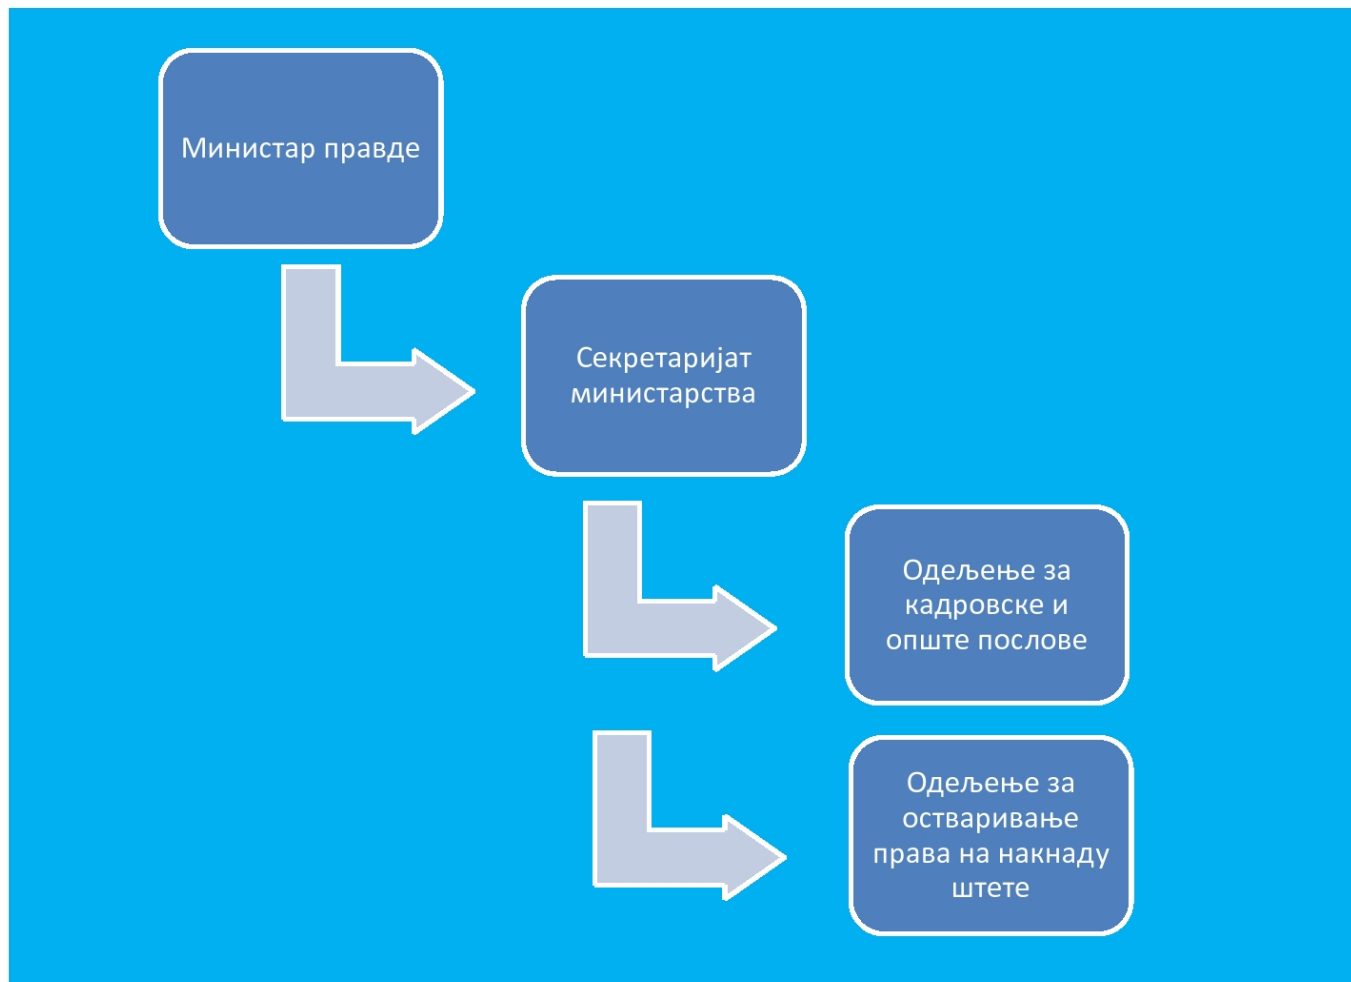 Министар правде
Секретаријат
министарства
Одељење за
кадровске и
опште послове
Одељење за
остваривање
права на накнаду
штете